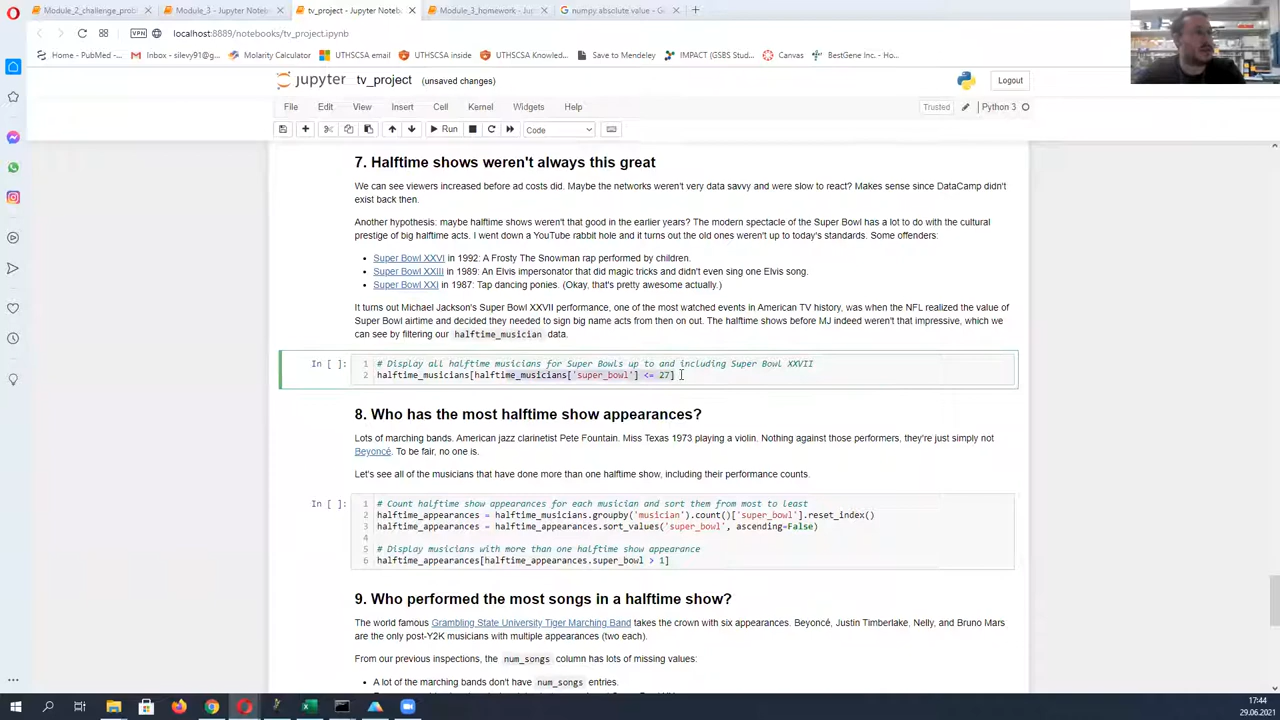 Module_2_challenge_prob
Module_3 - Jupyter Noteb
tv_project - Jupyter Noteb
Module_3_homework - Ju
numpy.absolute.value - G
VPN
localhost:8889/notebooks/tv_project.ipynb
Home - PubMed -
Inbox - silevy91@gmail
Molarity Calculator
UTHSCSA email
UTHSCSA Inside
UTHSCSA Knowled
Save to Mendeley
IMPACT (GSBS Stud
Canvas
BestGene Inc. - Ho
jupyter tv_project (unsaved changes)
Logout
File Edit View Insert Cell Kernel Widgets Help
Trusted
Python 3
Run
Code
7. Halftime shows weren't always this great
We can see viewers increased before ad costs did. Maybe the networks weren't very data savvy and were slow to react? Makes sense since DataCamp didn't
exist back then.
Another hypothesis: maybe halftime shows weren't that good in the earlier years? The modern spectacle of the Super Bowl has a lot to do with the cultural
prestige of big halftime acts. I went down a YouTube rabbit hole and it turns out the old ones weren't up to today's standards. Some offenders:
• Super Bowl XXVI in 1992: A Frosty The Snowman rap performed by children.
• Super Bowl XXIII in 1989: An Elvis impersonator that did magic tricks and didn't even sing one Elvis song.
• Super Bowl XXI in 1987: Tap dancing ponies. (Okay, that's pretty awesome actually.)
It turns out Michael Jackson's Super Bowl XXVII performance, one of the most watched events in American TV history, was when the NFL realized the value of
Super Bowl airtime and decided they needed to sign big name acts from then on out. The halftime shows before MJ indeed weren't that impressive, which we
can see by filtering our halftime_musician data.
In [ ]:
1 # Display all halftime musicians for Super Bowls up to and including Super Bowl XXVII
2 halftime_musicians[halftime_musicians['super_bowl'] <= 27]
8. Who has the most halftime show appearances?
Lots of marching bands. American jazz clarinetist Pete Fountain. Miss Texas 1973 playing a violin. Nothing against those performers, they're just simply not
Beyoncé. To be fair, no one is.
Let's see all of the musicians that have done more than one halftime show, including their performance counts.
In [ ]:
1 # Count halftime show appearances for each musician and sort them from most to least
2 halftime_appearances = halftime_musicians.groupby('musician').count()['super_bowl'].reset_index()
3 halftime_appearances = halftime_appearances.sort_values('super_bowl', ascending=False)
4
5 # Display musicians with more than one halftime show appearance
6 halftime_appearances[halftime_appearances.super_bowl > 1]
9. Who performed the most songs in a halftime show?
The world famous Grambling State University Tiger Marching Band takes the crown with six appearances. Beyoncé, Justin Timberlake, Nelly, and Bruno Mars
are the only post-Y2K musicians with multiple appearances (two each).
From our previous inspections, the num_songs column has lots of missing values:
• A lot of the marching bands don't have num_songs entries.
17:44
29.06.2021